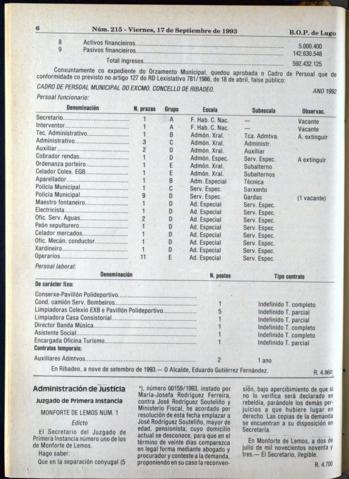 6 Núm. 215 - Viernes, 17 de Septiembre de 1993 B.O.P. de Lugo
8 Activos financieros 5.000.400
9 Pasivos financieros 142.630.548
Total ingresos 592.432.125
Conxuntamente co expediente do Orzamento Municipal, quedou aprobada o Cadro de Persoal que de
conformidade co previsto no artigo 127 do RD Lexislativo 781/1986, de 18 de abril, faise público:
CADRO DE PERSOAL MUNICIPAL DO EXCMO. CONCELLO DE RIBADEO. ANO 1992
Persoal funcionario:
Denominación N. prazas Grupo Escala Subescala Observac.
Secretario 1 A F. Hab. C. Nac. — Vacante
Interventor 1 A F. Hab. C. Nac. — Vacante
Tec. Administrativo 1 B Admón. Xral. Tca. Admtva. A. extinguir
Administrativo 3 C Admón. Xral. Administr.
Auxiliar 2 D Admón. Xral. Auxiliar
Cobrador rendas 1 D Admón. Espec. Serv. Espec. A extinguir
Ordenanza porteiro 1 E Admón. Xral. Subalterno
Celador Colex. EGB 1 E Admón. Xral. Subalternos
Aparellador 1 B Adm. Especial Técnica
Policía Municipal 1 C Serv. Espec. Sarxento
Policía Municipal 9 D Serv. Espec. Gardas (1 vacante)
Maestro fontaneiro 1 D Ad. Especial Serv. Espec.
Electricista 1 D Ad. Especial Serv. Espec.
Ofic. Serv. Aguas 2 D Ad. Especial Serv. Espec.
Peón sepultureiro 1 D Ad. Especial Serv. Espec.
Celador mercados 1 D Ad. Especial Serv. Espec.
Ofic. Mecán. conductor 1 D Ad. Especial Serv. Espec.
Xardineiro 1 D Ad. Especial Serv. Espec.
Operarios 11 E Ad. Especial Serv. Espec.
Persoal laboral:
Denominación N. postos Tipo contrato
De carácter fixo:
Conserxe-Pavillón Polideportivo 1 Indefinido T. completo
Cond. camión Serv. Bombeiros 1 Indefinido T. completo
Limpiadoras Colexio EXB e Pavillón Polideportivo 5 Indefinido T. parcial
Limpiadora Casa Consistorial 1 Indefinido T. parcial
Director Banda Música 1 Indefinido T. completo
Asistente Social 1 Indefinido T. completo
Encargada Oficina Turismo 1 Indefinido T. parcial
Contratos temporais:
Auxiliares Admtvos 2 1 ano
En Ribadeo, a nove de setembro de 1993.— O Alcalde, Eduardo Gutiérrez Fernández. R. 4.960
Administración de Justicia
Juzgado de Primera Instancia
MONFORTE DE LEMOS NUM. 1
Edicto
El Secretario del Juzgado de
Primera Instancia número uno de los
de Monforte de Lemos.
Hago saber:
Que en la separación conyugal (5
ª), número 00159/1993, instado por
María-Josefa Rodríguez Ferreira,
contra José Rodríguez Souteliño y
Ministerio Fiscal, he acordado por
resolución de esta fecha emplazar a
José Rodríguez Souteliño, mayor de
edad, pensionista, cuyo domicilio
actual se desconoce, para que en el
término de veinte días comparezca
en legal forma mediante abogado y
procurador y conteste a la demanda,
proponiendo en su caso la reconven-
sión, bajo apercibimiento de que si
no lo verifica será declarado en
rebeldía, parándole los demás per-
juicios a que hubiere lugar en
derecho. Las copias de la demanda
se encuentran a su disposición en
Secretaría.
En Monforte de Lemos, a dos de
julio de mil novecientos noventa y
tres.— El Secretario, ilegible.
R. 4.700